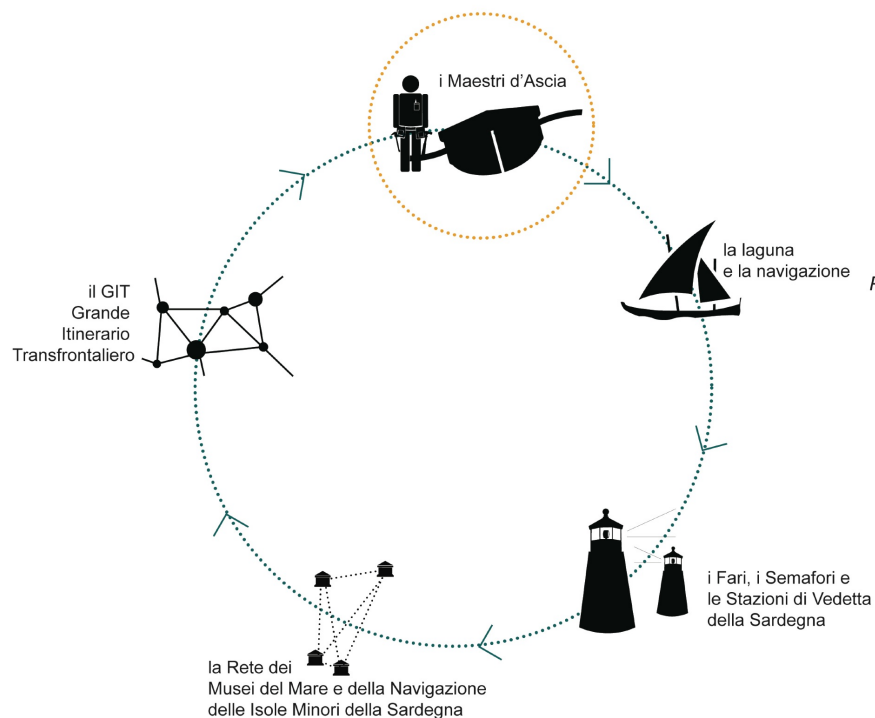 i Maestri d'Ascia
la laguna
e la navigazione
il GIT
Grande
Itinerario
Transfrontaliero
i Fari, i Semafori e
le Stazioni di Vedetta
della Sardegna
la Rete dei
Musei del Mare e della Navigazione
delle Isole Minori della Sardegna